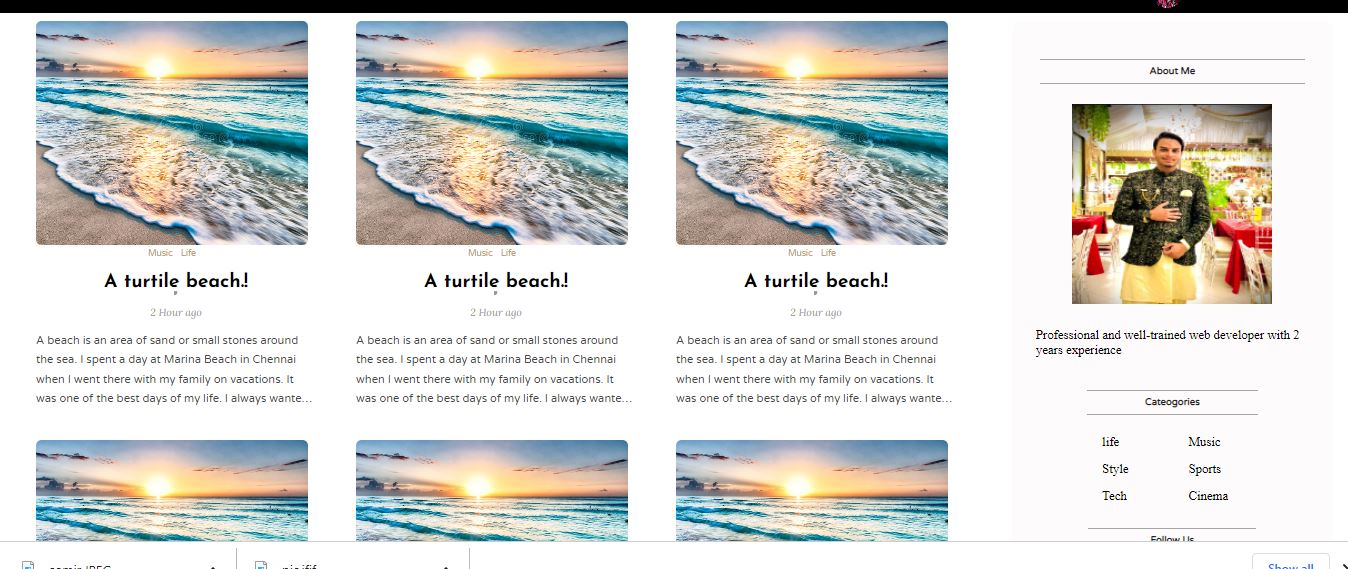 Music Life
A turtile beach.!
2 Hour ago
A beach is an area of sand or small stones around
the sea. I spent a day at Marina Beach in Chennai
when I went there with my family on vacations. It
was one of the best days of my life. I always wante...
Music Life
A turtile beach.!
2 Hour ago
A beach is an area of sand or small stones around
the sea. I spent a day at Marina Beach in Chennai
when I went there with my family on vacations. It
was one of the best days of my life. I always wante...
Music Life
A turtile beach.!
2 Hour ago
A beach is an area of sand or small stones around
the sea. I spent a day at Marina Beach in Chennai
when I went there with my family on vacations. It
was one of the best days of my life. I always wante...
About Me
Professional and well-trained web developer with 2
years experience
Cateogories
life Music
Style Sports
Tech Cinema
Follow Us
Show all